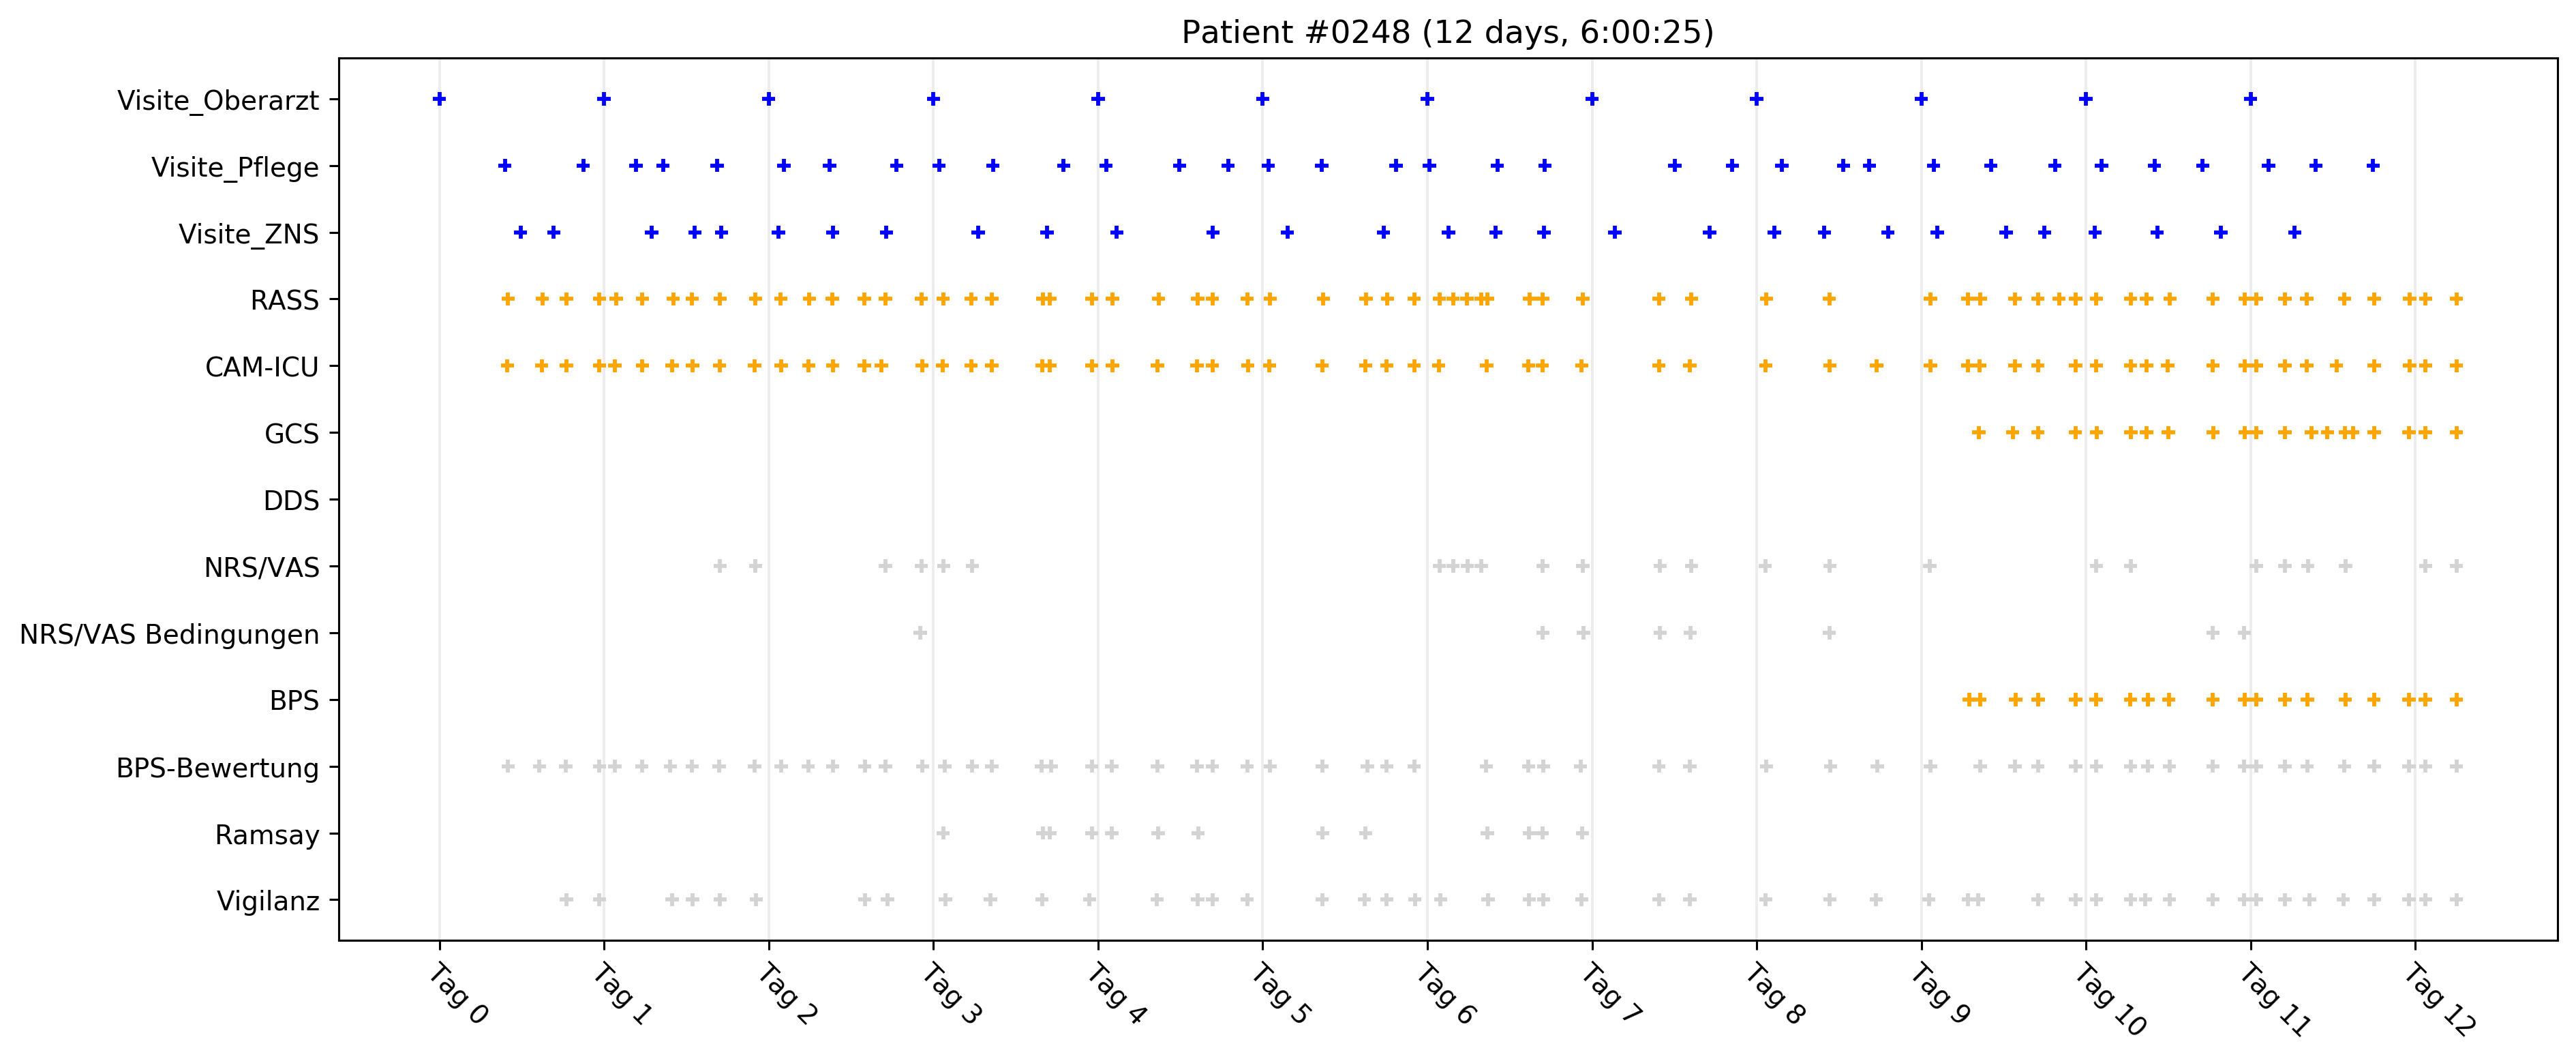 Patient #0248 (12 days, 6:00:25)
Visite_Oberarzt
Visite_Pflege
Visite_ZNS
RASS
CAM-ICU
GCS
DDS
NRS/VAS
NRS/VAS Bedingungen
BPS
BPS-Bewertung
Ramsay
Vigilanz
Tag 0
Tag 1
Tag 2
Tag 3
Tag 4
Tag 5
Tag 6
Tag 7
Tag 8
Tag 9
Tag 10
Tag 11
Tag 12